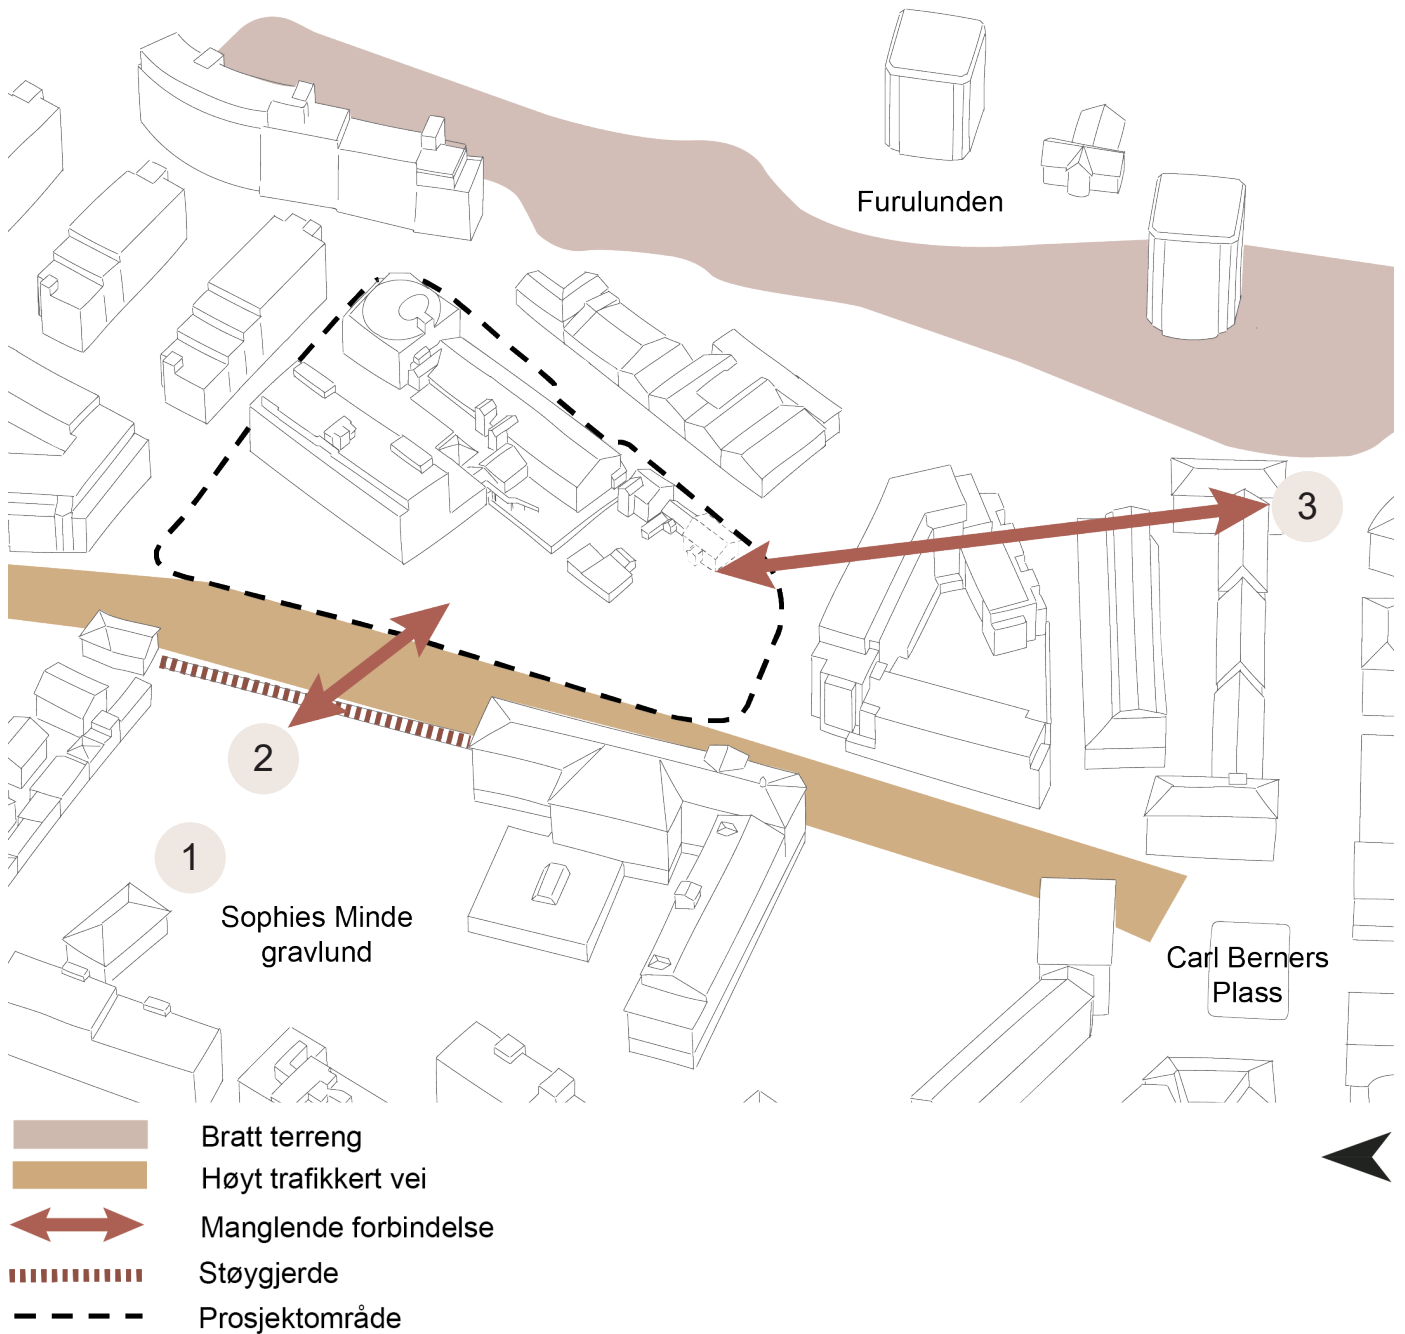 Furulunden
3
2
1
Sophies Minde
gravlund
Carl Berners
Plass
Bratt terreng
Høyt trafikkert vei
Manglende forbindelse
Støygjerde
Prosjektområde